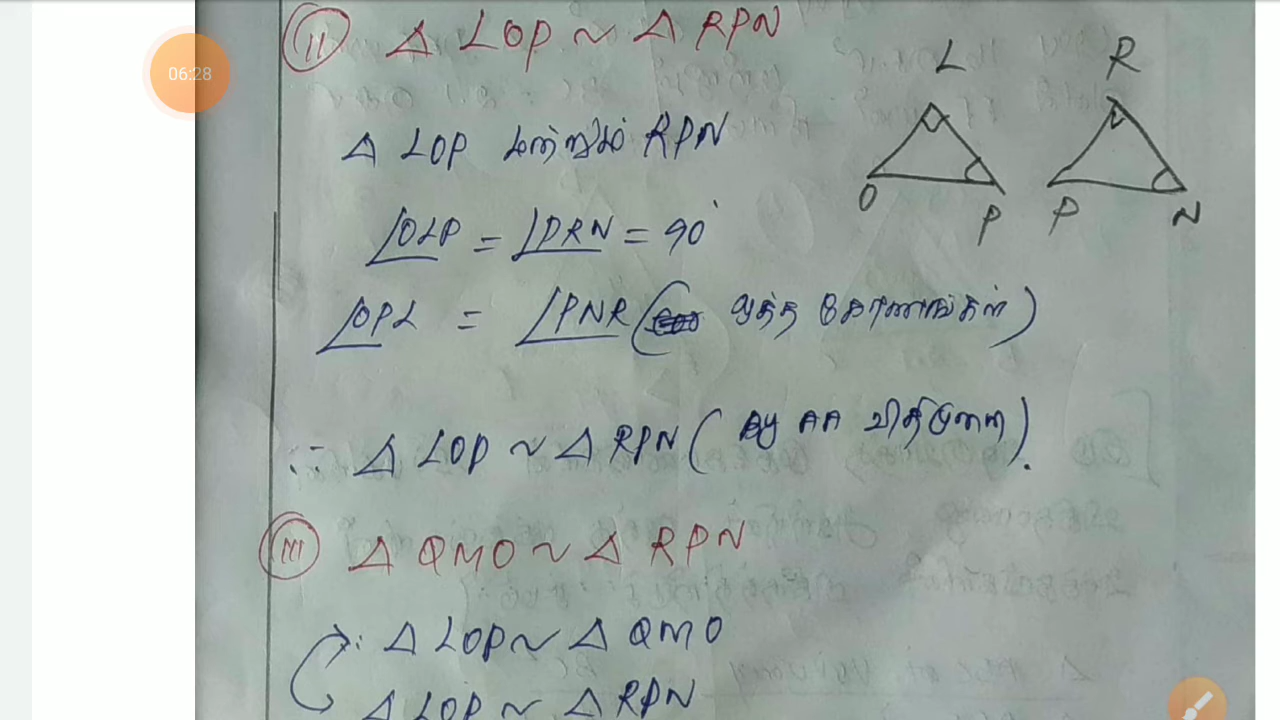 06:28
(ii) Δ LOP ~ Δ RPN
L R
Δ LOP மற்றும் RPN
O P P N
∠OLP = ∠PRN = 90°
∠OPL = ∠PNR ( ஒத்த கோணங்கள் )
∴ Δ LOP ~ Δ RPN ( By AA விதிமுறை ).
(iii) Δ QMO ~ Δ RPN
Δ LOP ~ Δ QMO
Δ LOP ~ Δ RPN